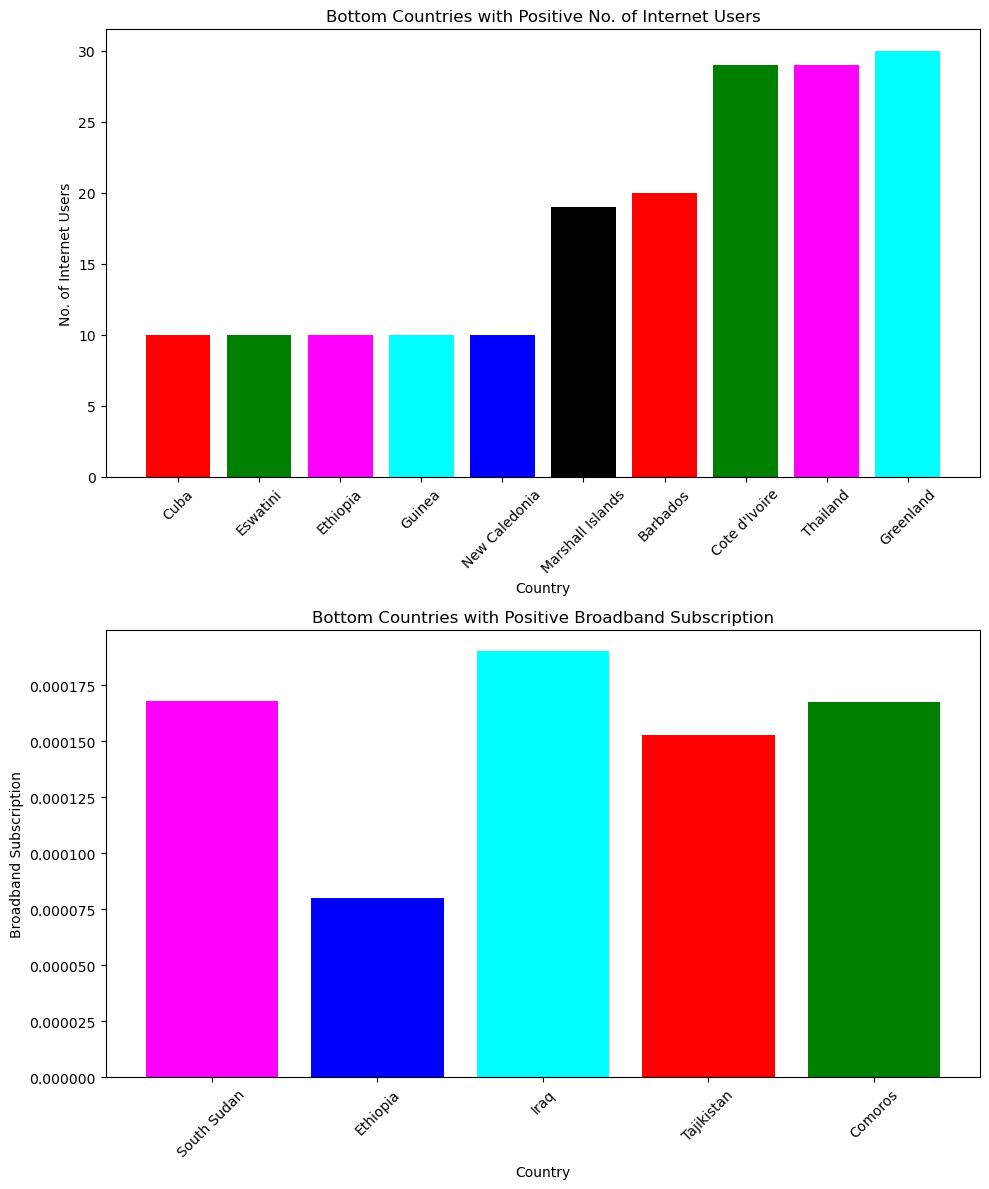 Bottom Countries with Positive No. of Internet Users
No. of Internet Users
30
25
20
15
10
5
0
Cuba
Eswatini
Ethiopia
Guinea
New Caledonia
Marshall Islands
Barbados
Cote d'Ivoire
Thailand
Greenland
Country
Bottom Countries with Positive Broadband Subscription
Broadband Subscription
0.000175
0.000150
0.000125
0.000100
0.000075
0.000050
0.000025
0.000000
South Sudan
Ethiopia
Iraq
Tajikistan
Comoros
Country